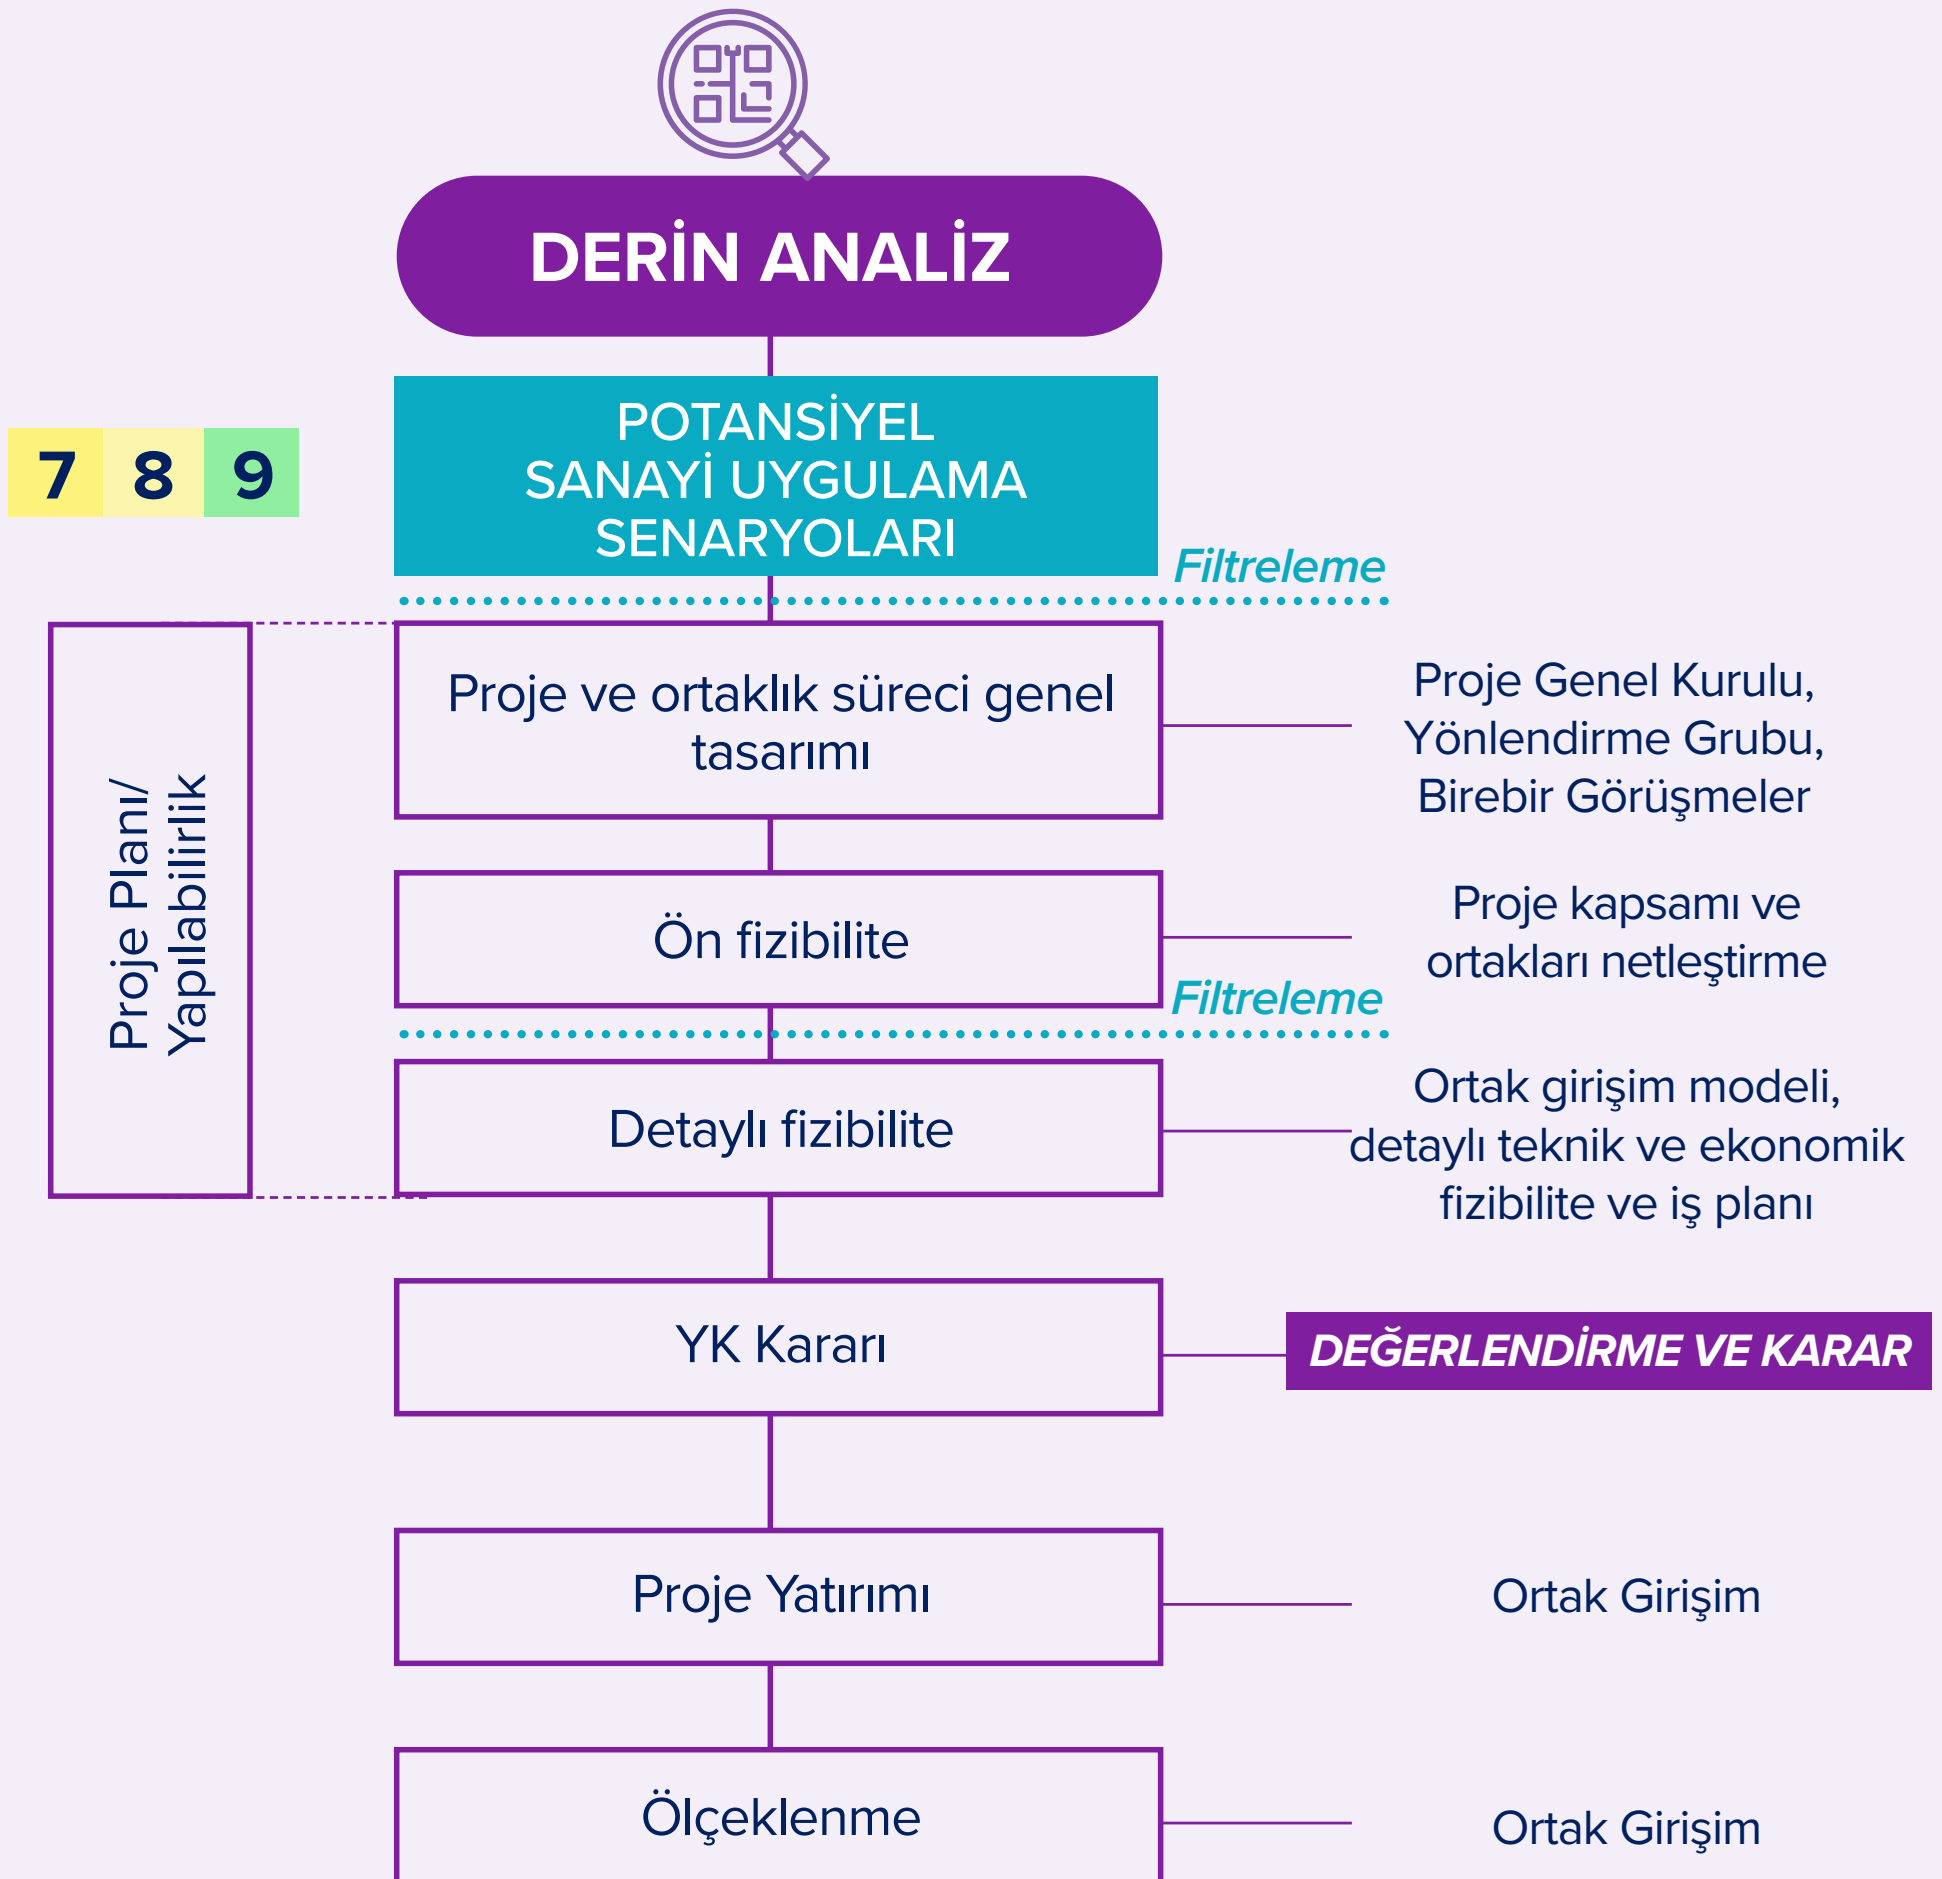 DERİN ANALİZ
POTANSİYEL
SANAYİ UYGULAMA
SENARYOLARI
7 8 9
Filtreleme
Proje Planı/
Yapılabilirlik
Proje ve ortaklık süreci genel
tasarımı
Proje Genel Kurulu,
Yönlendirme Grubu,
Birebir Görüşmeler
Ön fizibilite
Proje kapsamı ve
ortakları netleştirme
Filtreleme
Detaylı fizibilite
Ortak girişim modeli,
detaylı teknik ve ekonomik
fizibilite ve iş planı
YK Kararı
DEĞERLENDİRME VE KARAR
Proje Yatırımı
Ortak Girişim
Ölçeklenme
Ortak Girişim